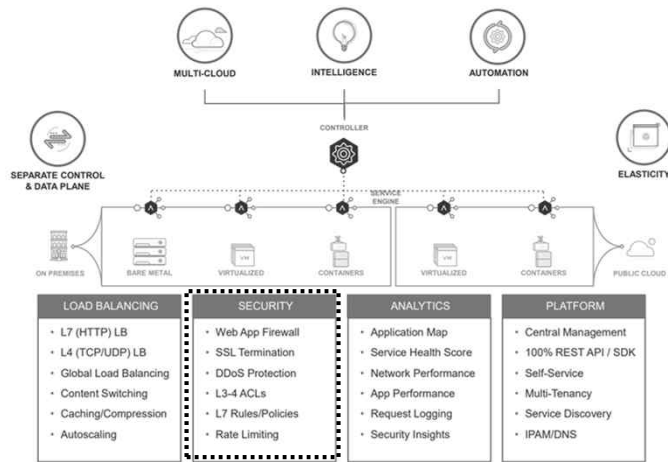 MULTI-CLOUD
INTELLIGENCE
AUTOMATION
CONTROLLER
SEPARATE CONTROL
& DATA PLANE
ELASTICITY
SERVICE
ENGINE
VM
VM
ON PREMISES
BARE METAL
VIRTUALIZED
CONTAINERS
VIRTUALIZED
CONTAINERS
PUBLIC CLOUD
LOAD BALANCING
• L7 (HTTP) LB
• L4 (TCP/UDP) LB
• Global Load Balancing
• Content Switching
• Caching/Compression
• Autoscaling
SECURITY
• Web App Firewall
• SSL Termination
• DDoS Protection
• L3-4 ACLs
• L7 Rules/Policies
• Rate Limiting
ANALYTICS
• Application Map
• Service Health Score
• Network Performance
• App Performance
• Request Logging
• Security Insights
PLATFORM
• Central Management
• 100% REST API / SDK
• Self-Service
• Multi-Tenancy
• Service Discovery
• IPAM/DNS